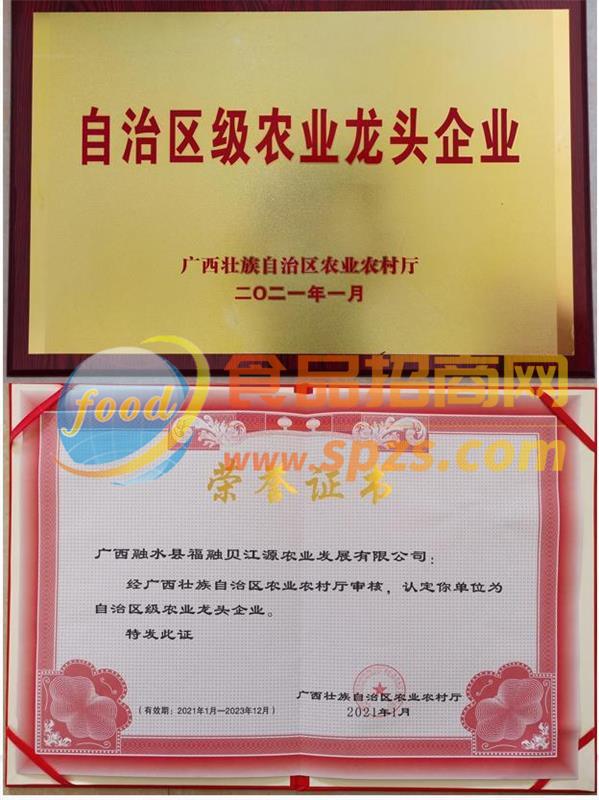 自治区级农业龙头企业
广西壮族自治区农业农村厅
二〇二一年一月
food
食品招商网
www.spzs.com
荣誉证书
广西融水县福融贝江源农业发展有限公司：
经广西壮族自治区农业农村厅审核，认定你单位为
自治区级农业龙头企业。
特发此证
广西壮族自治区农业农村厅
（有效期：2021年1月—2023年12月）
2021年1月